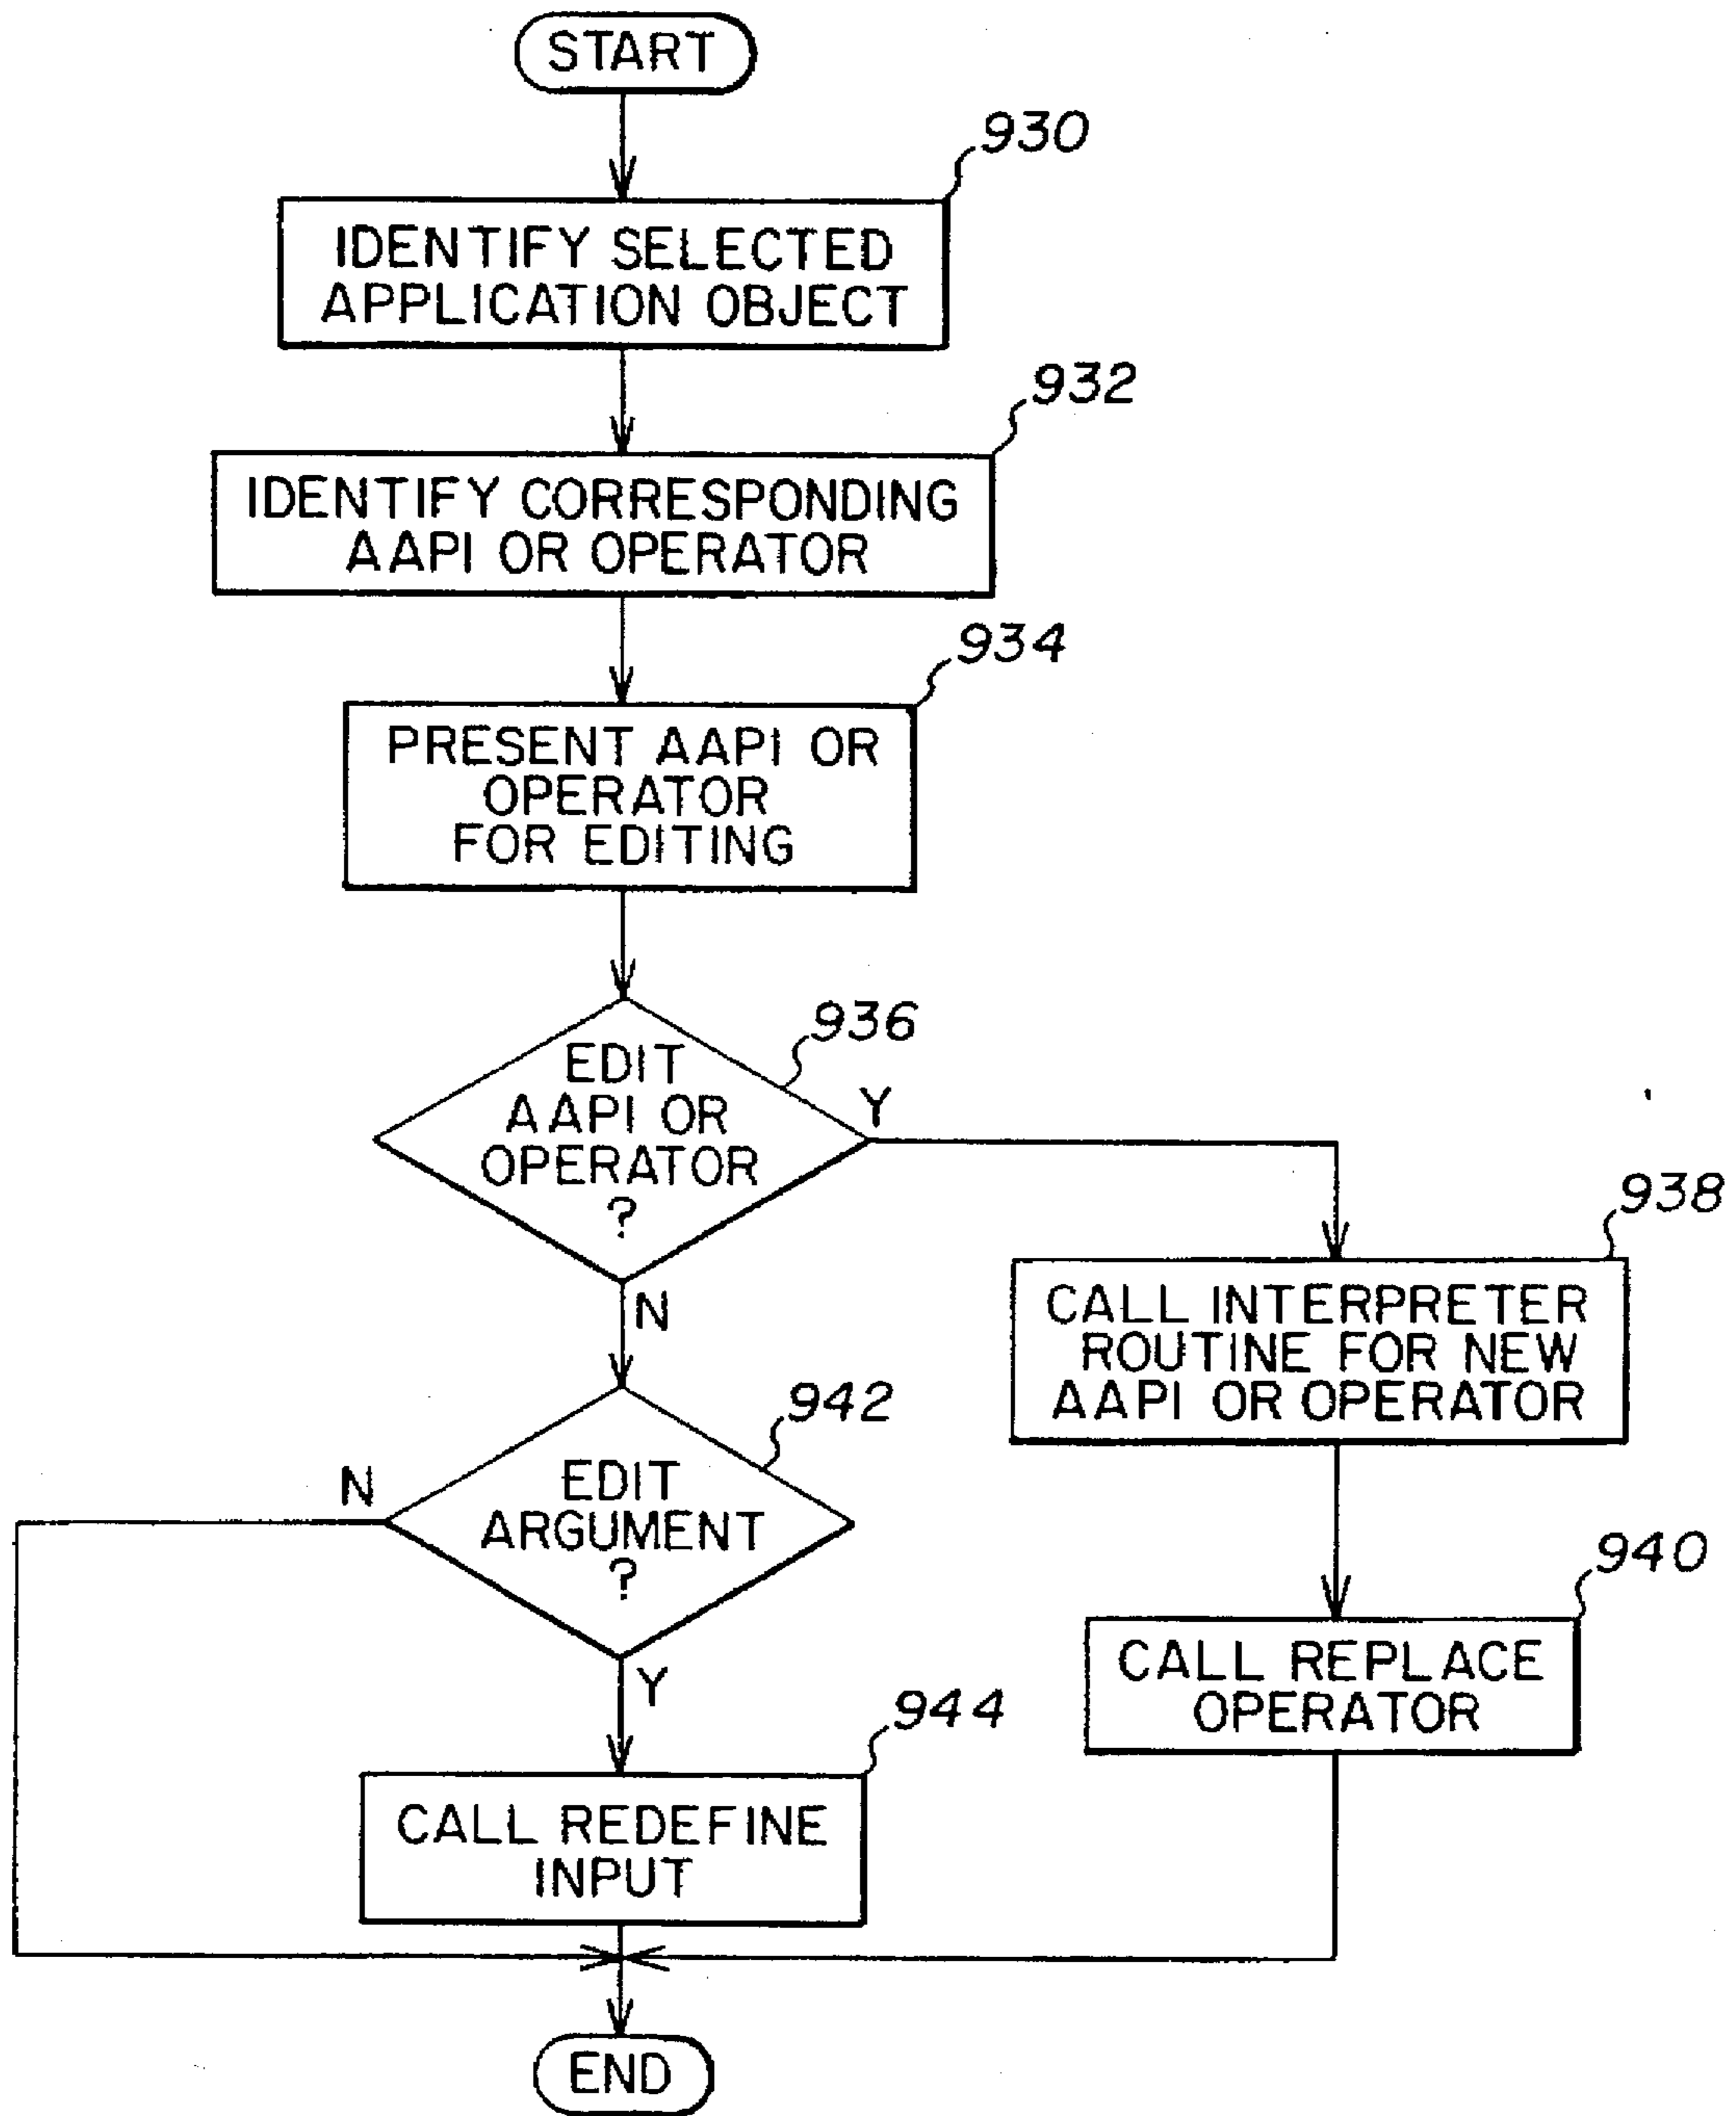 START
930
IDENTIFY SELECTED
APPLICATION OBJECT
932
IDENTIFY CORRESPONDING
AAPI OR OPERATOR
934
PRESENT AAPI OR
OPERATOR
FOR EDITING
936
EDIT
AAPI OR
OPERATOR
?
Y
N
938
CALL INTERPRETER
ROUTINE FOR NEW
AAPI OR OPERATOR
942
EDIT
ARGUMENT
?
N
Y
940
CALL REPLACE
OPERATOR
944
CALL REDEFINE
INPUT
END